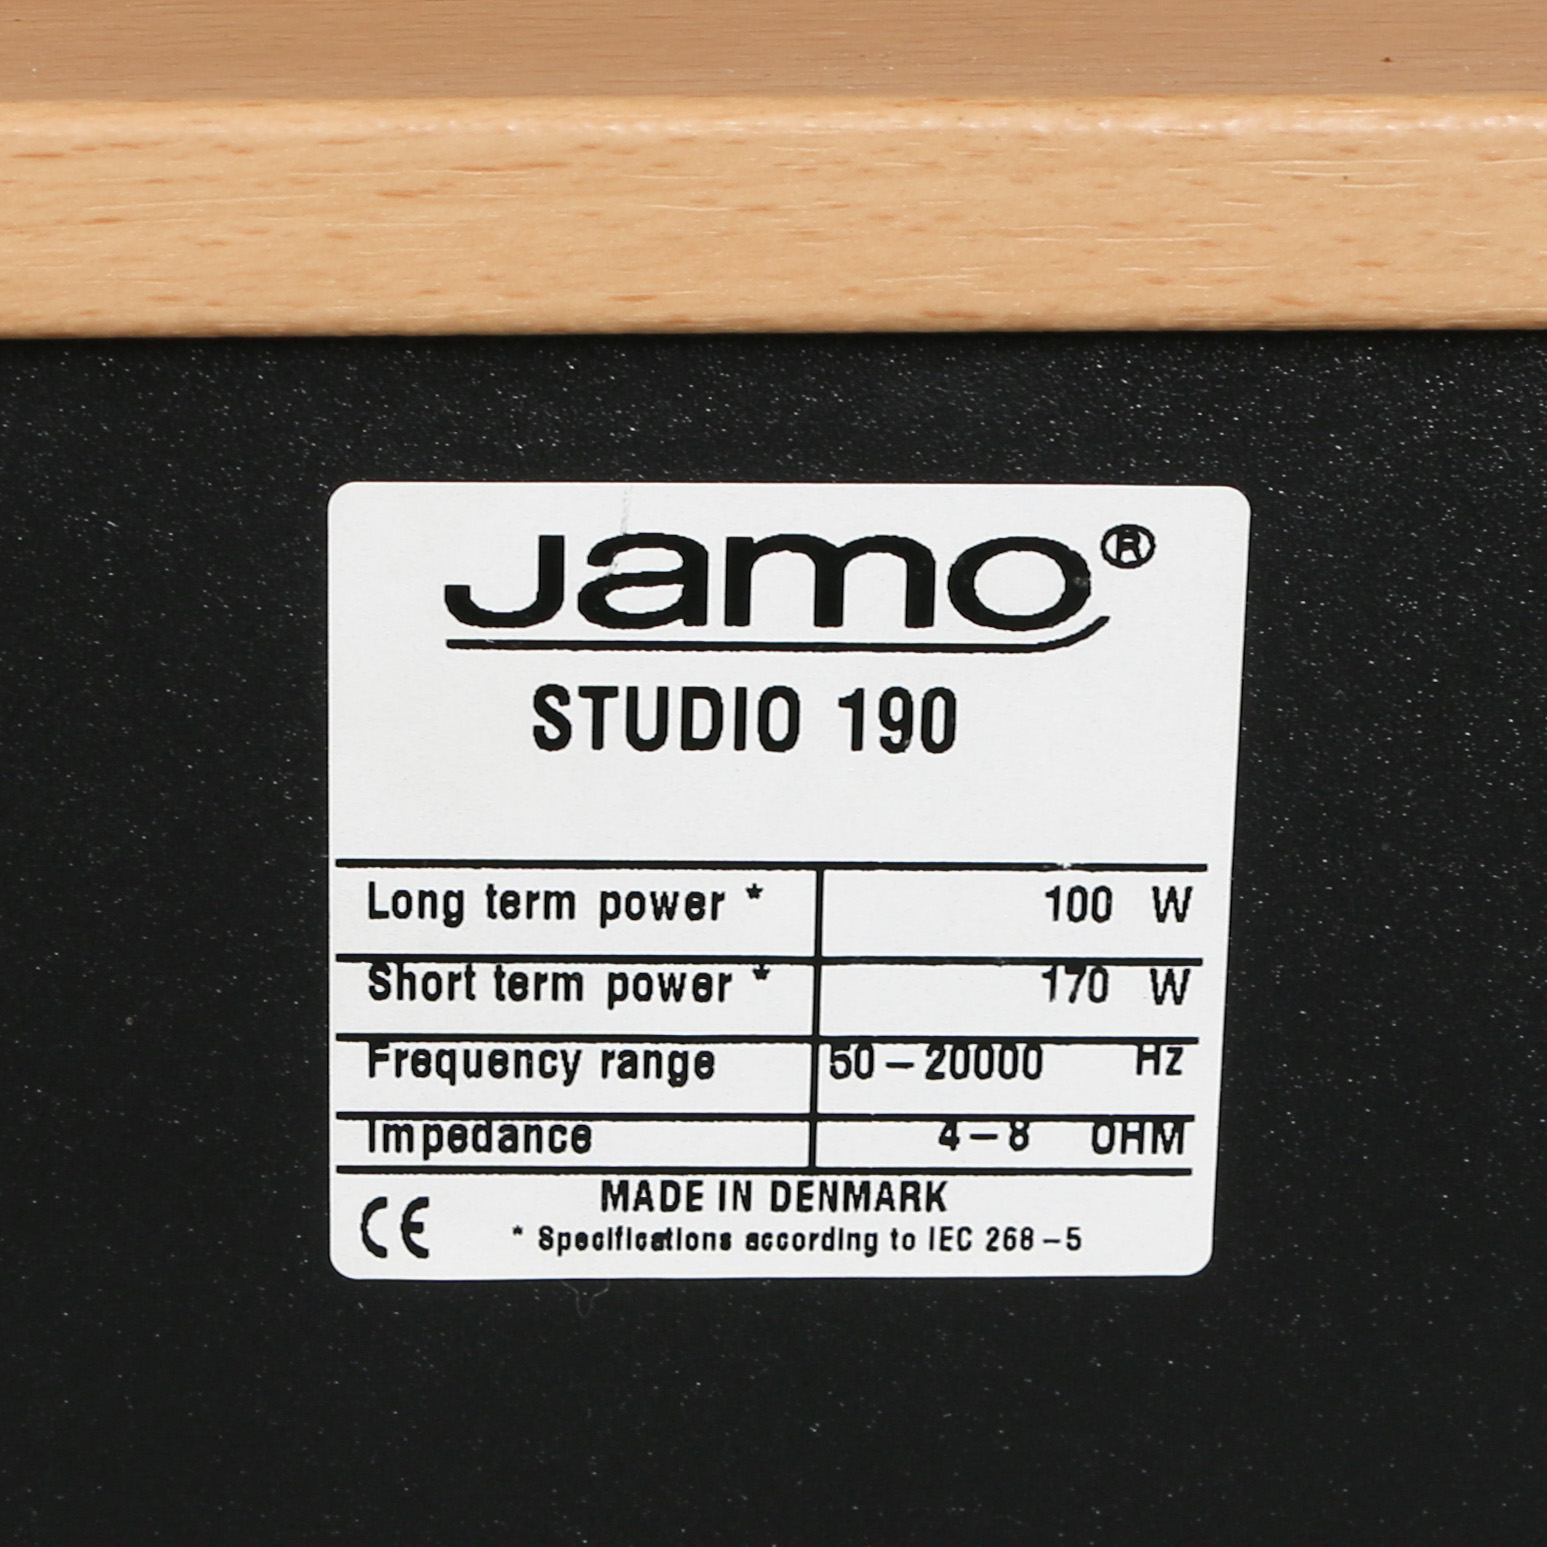 Jamo®
STUDIO 190
Long term power * 100 W
Short term power * 170 W
Frequency range 50–20000 Hz
Impedance 4–8 OHM
MADE IN DENMARK
CE * Specifications according to IEC 268–5